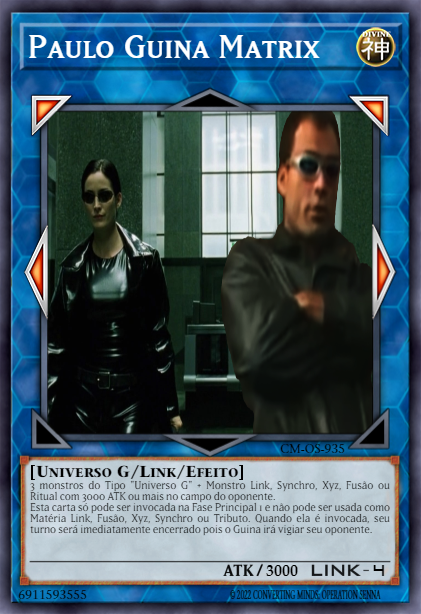 Paulo Guina Matrix
DIVINE
神
CM-OS-935
[Universo G/Link/Efeito]
3 monstros do Tipo "Universo G" + Monstro Link, Synchro, Xyz, Fusão ou
Ritual com 3000 ATK ou mais no campo do oponente.
Esta carta só pode ser invocada na Fase Principal 1 e não pode ser usada como
Matéria Link, Fusão, Xyz, Synchro ou Tributo. Quando ela é invocada, seu
turno será imediatamente encerrado pois o Guina irá vigiar seu oponente.
ATK/3000 LINK-4
6911593555 ©2022 CONVERTING MINDS; OPERATION SENNA